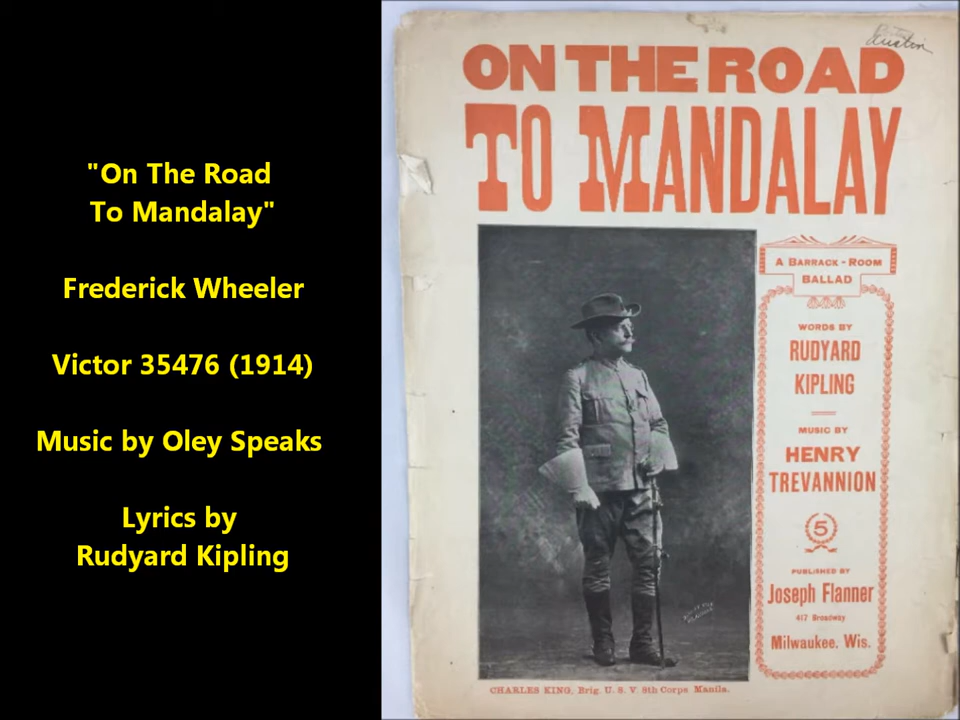 "On The Road
To Mandalay"
Frederick Wheeler
Victor 35476 (1914)
Music by Oley Speaks
Lyrics by
Rudyard Kipling
Austin
ON THE ROAD
TO MANDALAY
A BARRACK-ROOM
BALLAD
WORDS BY
RUDYARD
KIPLING
MUSIC BY
HENRY
TREVANNION
5
PUBLISHED BY
Joseph Flanner
417 Broadway
Milwaukee, Wis.
CHARLES KING, Brig. U. S. V. 8th Corps Manila.